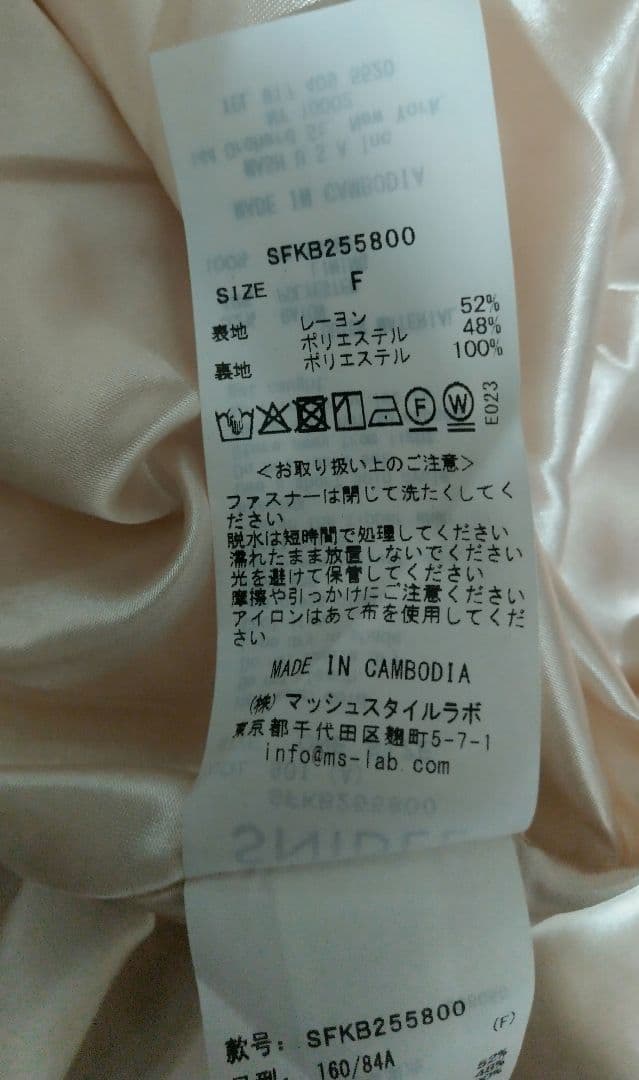 SFKB255800
SIZE F
表地 レーヨン 52%
ポリエステル 48%
裏地 ポリエステル 100%
F W E023
<お取り扱い上のご注意>
ファスナーは閉じて洗たくしてく
ださい
脱水は短時間で処理してください
濡れたまま放置しないでください
光を避けて保管してください
摩擦や引っかけにご注意ください
アイロンはあて布を使用してくだ
さい
MADE IN CAMBODIA
(株)マッシュスタイルラボ
東京都千代田区麹町5-7-1
info@ms-lab.com
款号: SFKB255800 (F)
160/84A
52%
48%